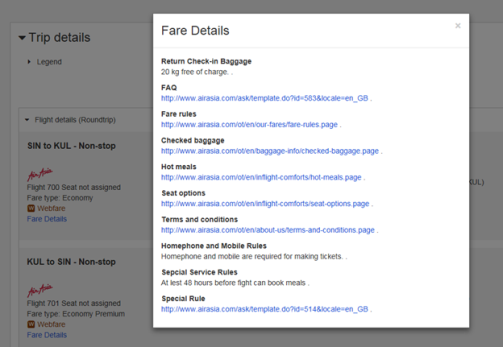 Trip details
Legend
Flight details (Roundtrip)
SIN to KUL - Non-stop
AirAsia
Flight 700 Seat not assigned
Fare type: Economy
W Webfare
Fare Details
KUL)
KUL to SIN - Non-stop
AirAsia
Flight 701 Seat not assigned
Fare type: Economy Premium
W Webfare
Fare Details
Fare Details
×
Return Check-in Baggage
20 kg free of charge. .
FAQ
http://www.airasia.com/ask/template.do?id=583&locale=en_GB .
Fare rules
http://www.airasia.com/ot/en/our-fares/fare-rules.page .
Checked baggage
http://www.airasia.com/ot/en/baggage-info/checked-baggage.page .
Hot meals
http://www.airasia.com/ot/en/inflight-comforts/hot-meals.page .
Seat options
http://www.airasia.com/ot/en/inflight-comforts/seat-options.page .
Terms and conditions
http://www.airasia.com/ot/en/about-us/terms-and-conditions.page .
Homephone and Mobile Rules
Homephone and mobile are required for making tickets. .
Sepcial Service Rules
At lest 48 hours before fight can book meals .
Special Rule
http://www.airasia.com/ask/template.do?id=514&locale=en_GB .